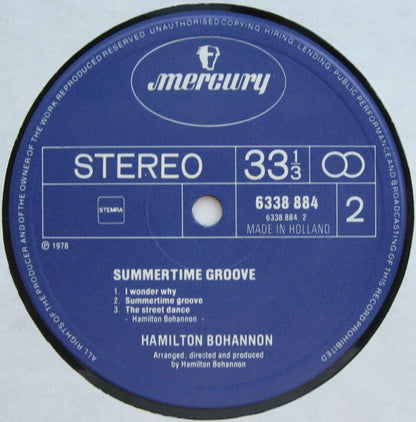 ALL RIGHTS OF THE PRODUCER AND OF THE OWNER OF THE WORK REPRODUCED RESERVED UNAUTHORISED COPYING, HIRING, LENDING, PUBLIC PERFORMANCE AND BROADCASTING OF THIS RECORD PROHIBITED
mercury
STEREO 33 1/3
STEMRA 6338 884 2
6338 884. 2
MADE IN HOLLAND
℗ 1978
SUMMERTIME GROOVE
1. I wonder why
2. Summertime groove
3. The street dance
- Hamilton Bohannon -
HAMILTON BOHANNON
Arranged, directed and produced
by Hamilton Bohannon